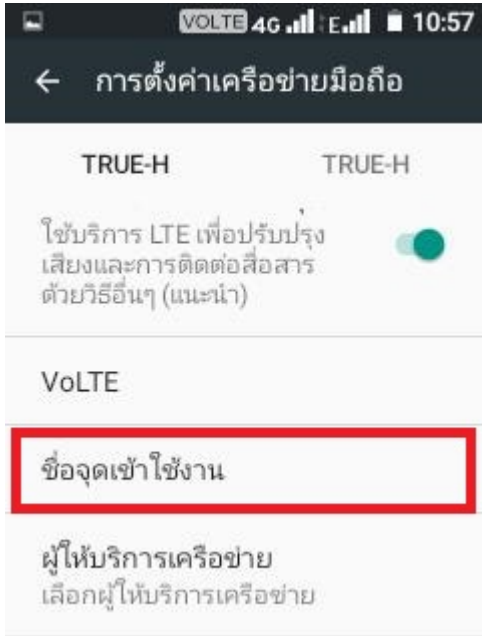 VOLTE 4G E 10:57
การตั้งค่าเครือข่ายมือถือ
TRUE-H TRUE-H
ใช้บริการ LTE เพื่อปรับปรุง
เสียงและการติดต่อสื่อสาร
ด้วยวิธีอื่นๆ (แนะนำ)
VoLTE
ชื่อจุดเข้าใช้งาน
ผู้ให้บริการเครือข่าย
เลือกผู้ให้บริการเครือข่าย